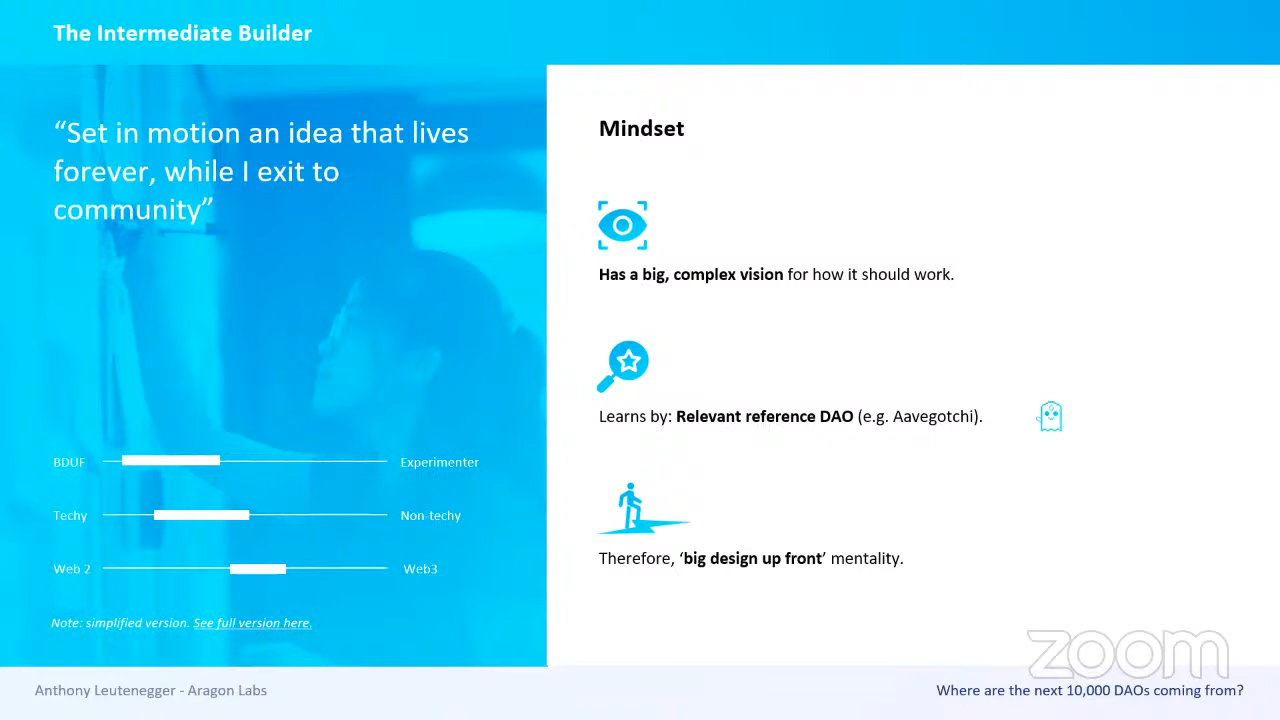 The Intermediate Builder
“Set in motion an idea that lives
forever, while I exit to
community”
BDUF
Experimenter
Techy
Non-techy
Web 2
Web3
Note: simplified version. See full version here.
Mindset
Has a big, complex vision for how it should work.
Learns by: Relevant reference DAO (e.g. Aavegotchi).
Therefore, ‘big design up front’ mentality.
zoom
Anthony Leutenegger - Aragon Labs
Where are the next 10,000 DAOs coming from?